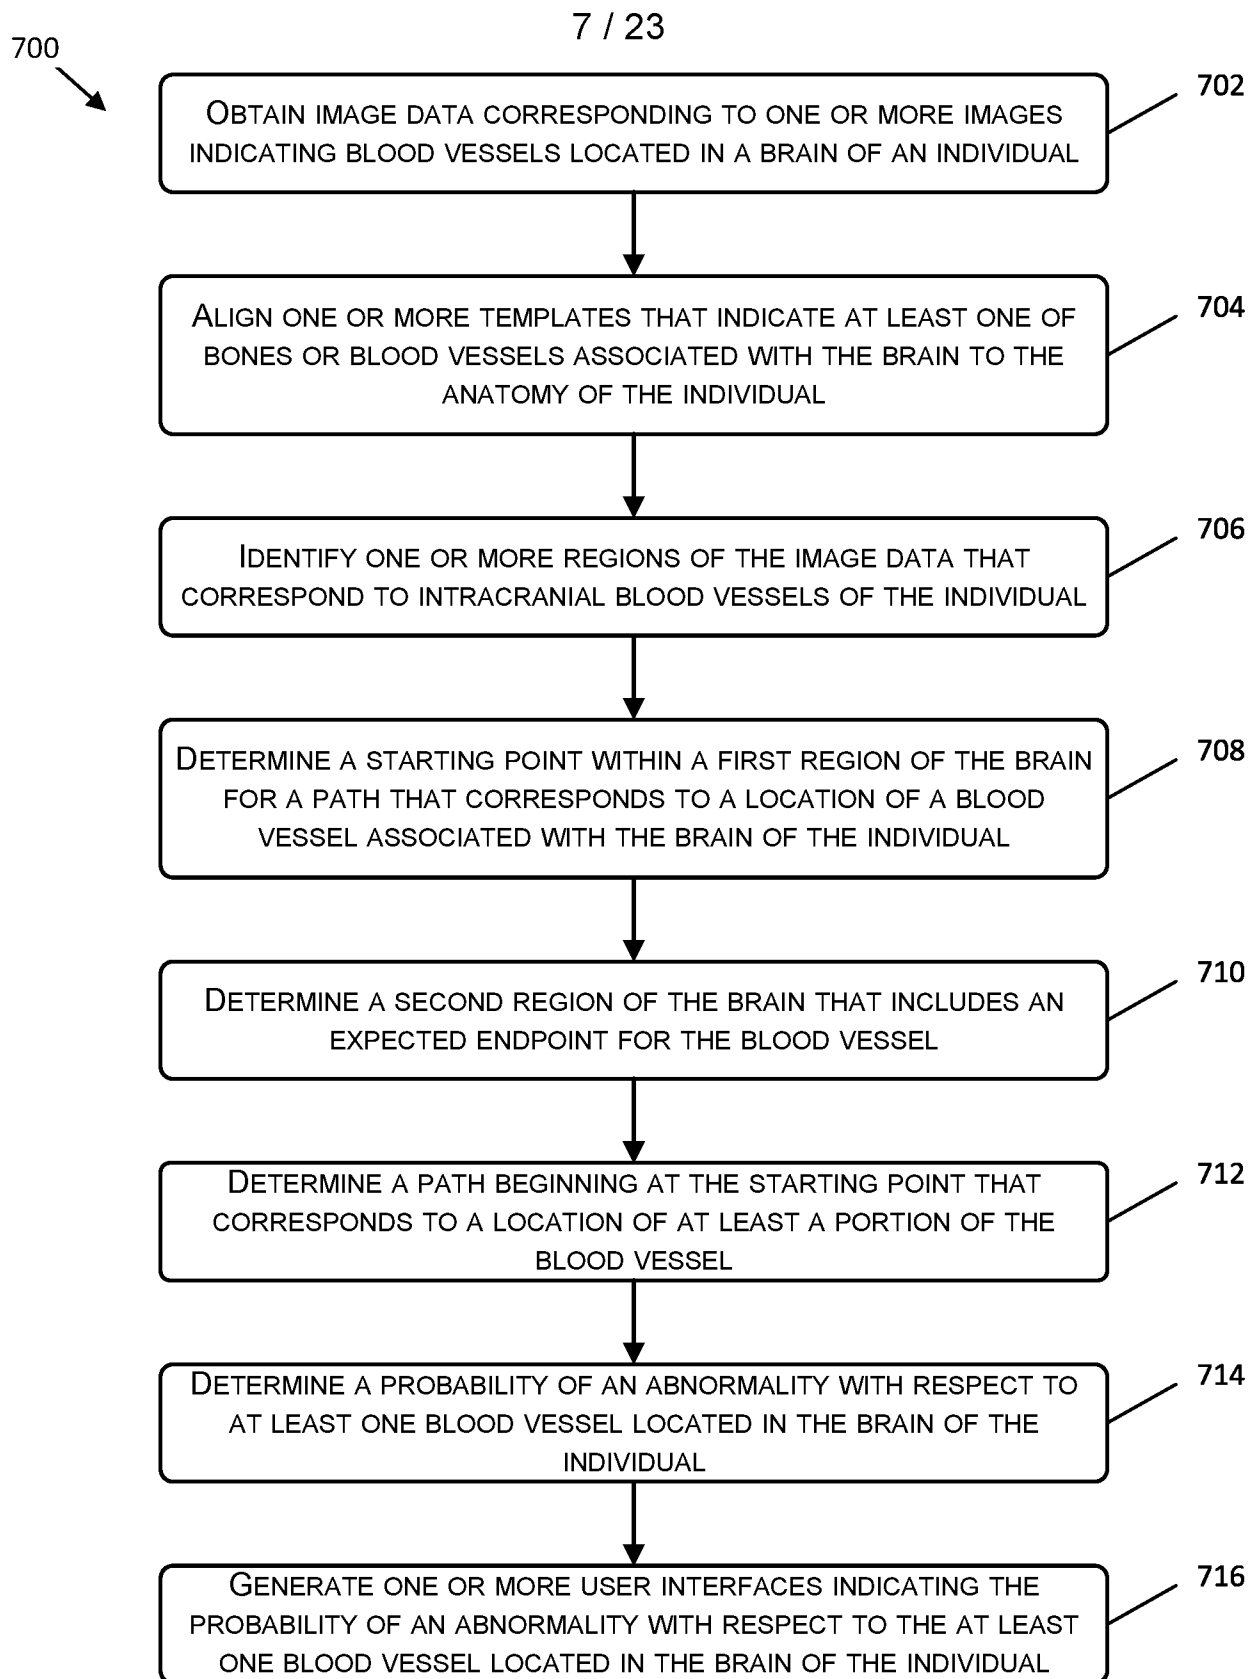 7 / 23
700
702
OBTAIN IMAGE DATA CORRESPONDING TO ONE OR MORE IMAGES
INDICATING BLOOD VESSELS LOCATED IN A BRAIN OF AN INDIVIDUAL
704
ALIGN ONE OR MORE TEMPLATES THAT INDICATE AT LEAST ONE OF
BONES OR BLOOD VESSELS ASSOCIATED WITH THE BRAIN TO THE
ANATOMY OF THE INDIVIDUAL
706
IDENTIFY ONE OR MORE REGIONS OF THE IMAGE DATA THAT
CORRESPOND TO INTRACRANIAL BLOOD VESSELS OF THE INDIVIDUAL
708
DETERMINE A STARTING POINT WITHIN A FIRST REGION OF THE BRAIN
FOR A PATH THAT CORRESPONDS TO A LOCATION OF A BLOOD
VESSEL ASSOCIATED WITH THE BRAIN OF THE INDIVIDUAL
710
DETERMINE A SECOND REGION OF THE BRAIN THAT INCLUDES AN
EXPECTED ENDPOINT FOR THE BLOOD VESSEL
712
DETERMINE A PATH BEGINNING AT THE STARTING POINT THAT
CORRESPONDS TO A LOCATION OF AT LEAST A PORTION OF THE
BLOOD VESSEL
714
DETERMINE A PROBABILITY OF AN ABNORMALITY WITH RESPECT TO
AT LEAST ONE BLOOD VESSEL LOCATED IN THE BRAIN OF THE
INDIVIDUAL
716
GENERATE ONE OR MORE USER INTERFACES INDICATING THE
PROBABILITY OF AN ABNORMALITY WITH RESPECT TO THE AT LEAST
ONE BLOOD VESSEL LOCATED IN THE BRAIN OF THE INDIVIDUAL